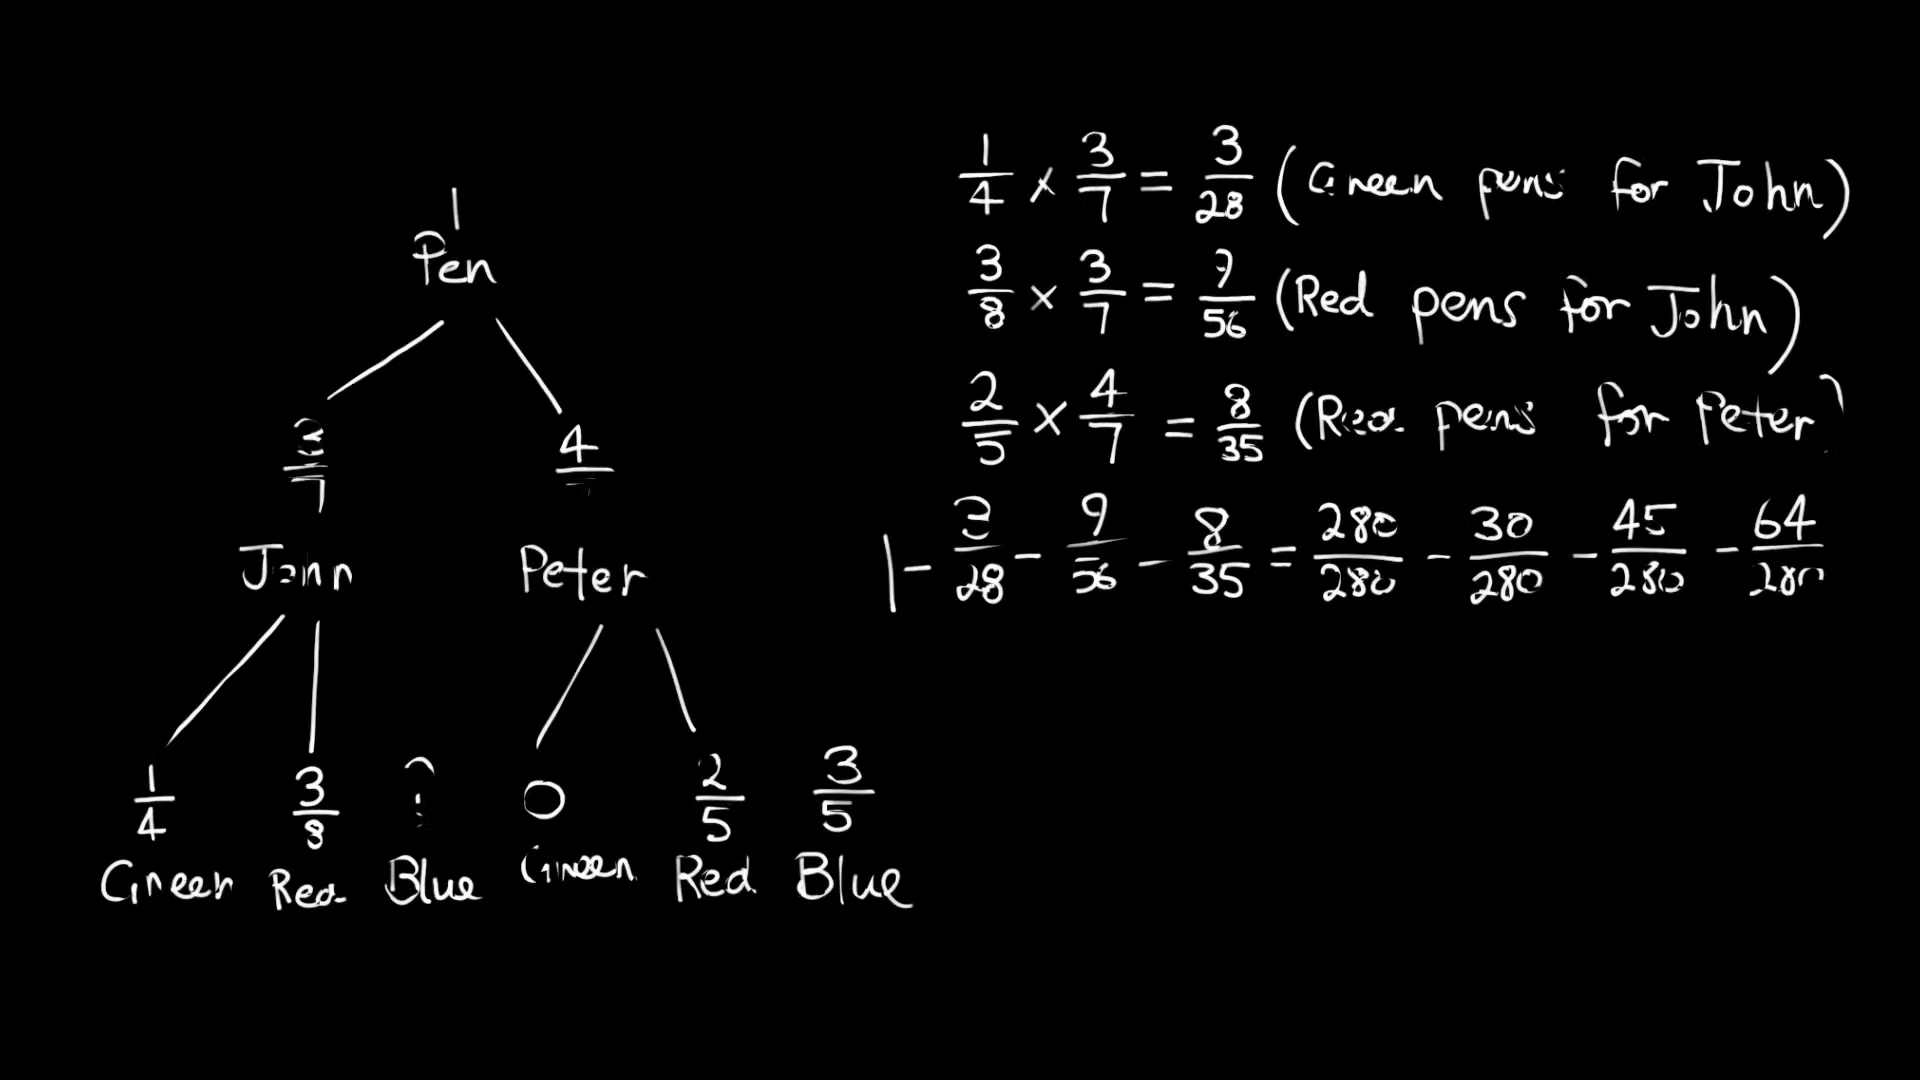 1
Pen
3/7 4/
John Peter
1/4 3/8 ? 0 2/5 3/5
Green Red Blue Green Red Blue
1/4 × 3/7 = 3/28 (Green pens for John)
3/8 × 3/7 = 9/56 (Red pens for John)
2/5 × 4/7 = 8/35 (Red pens for Peter)
1 - 3/28 - 9/56 - 8/35 = 280/280 - 30/280 - 45/280 - 64/280